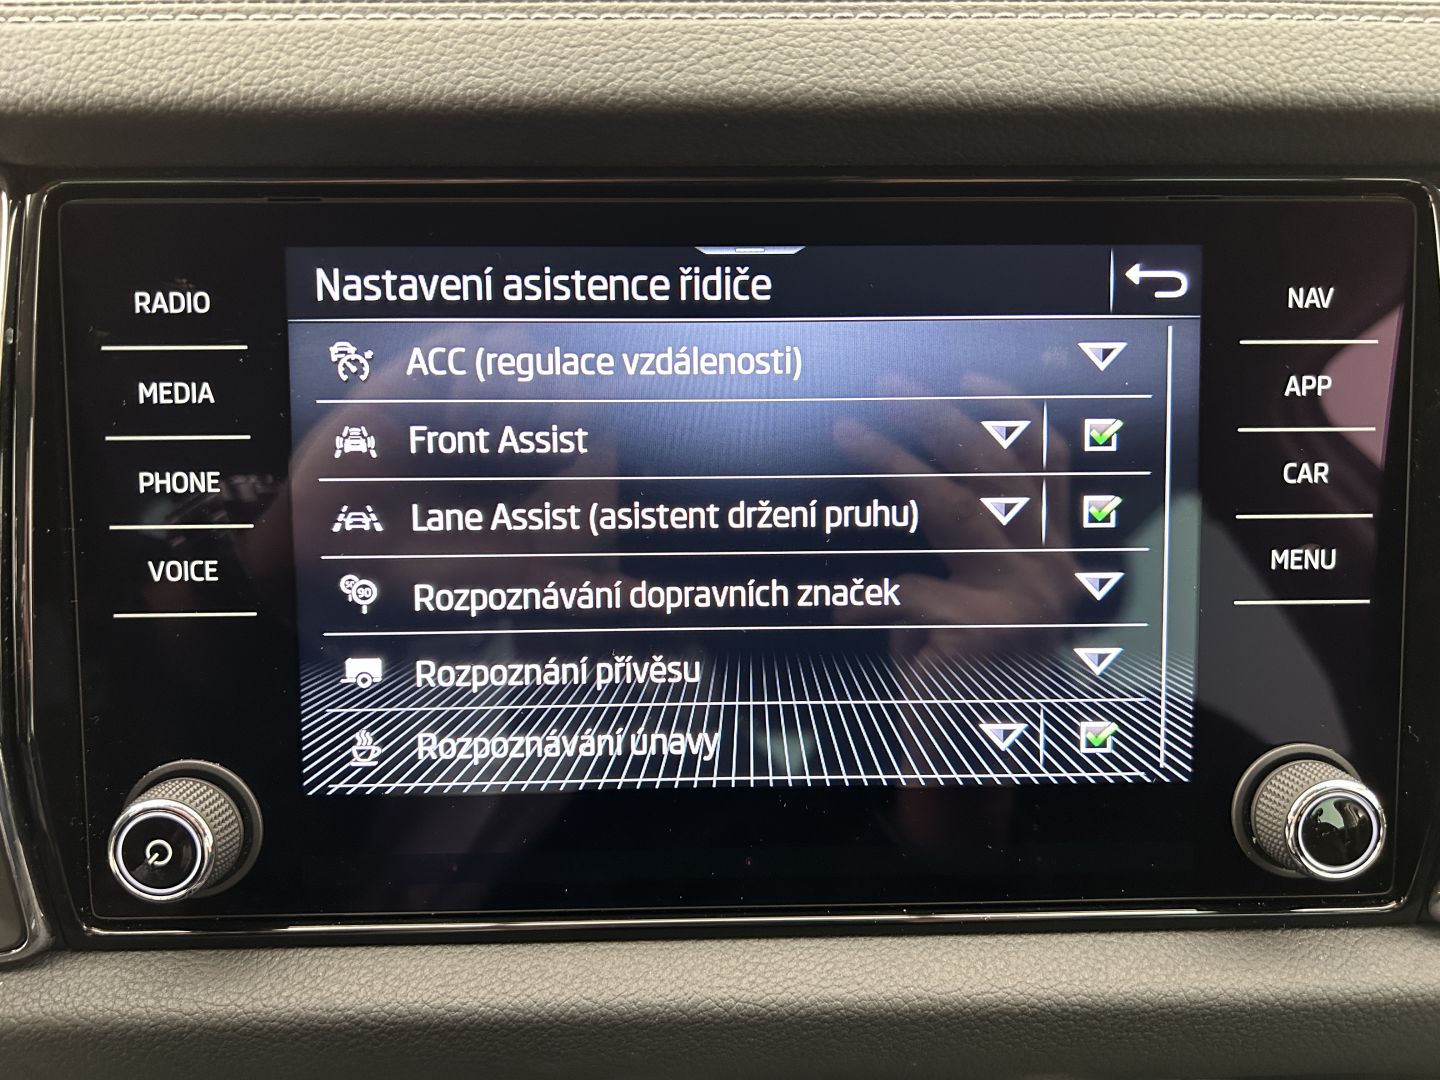 Nastavení asistence řidiče
RADIO
MEDIA
PHONE
VOICE
ACC (regulace vzdálenosti)
Front Assist
Lane Assist (asistent držení pruhu)
Rozpoznávání dopravních značek
90
Rozpoznání přívěsu
Rozpoznávání únavy
NAV
APP
CAR
MENU